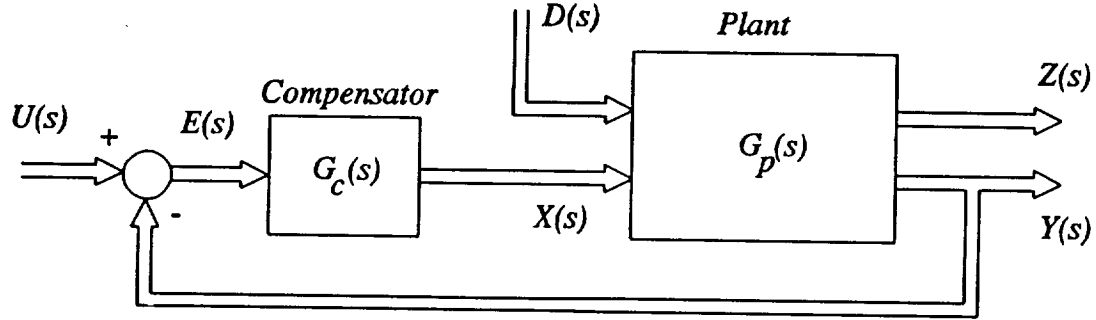 D(s)
Plant
Z(s)
Compensator
U(s)
+
E(s)
G_c(s)
G_p(s)
-
X(s)
Y(s)